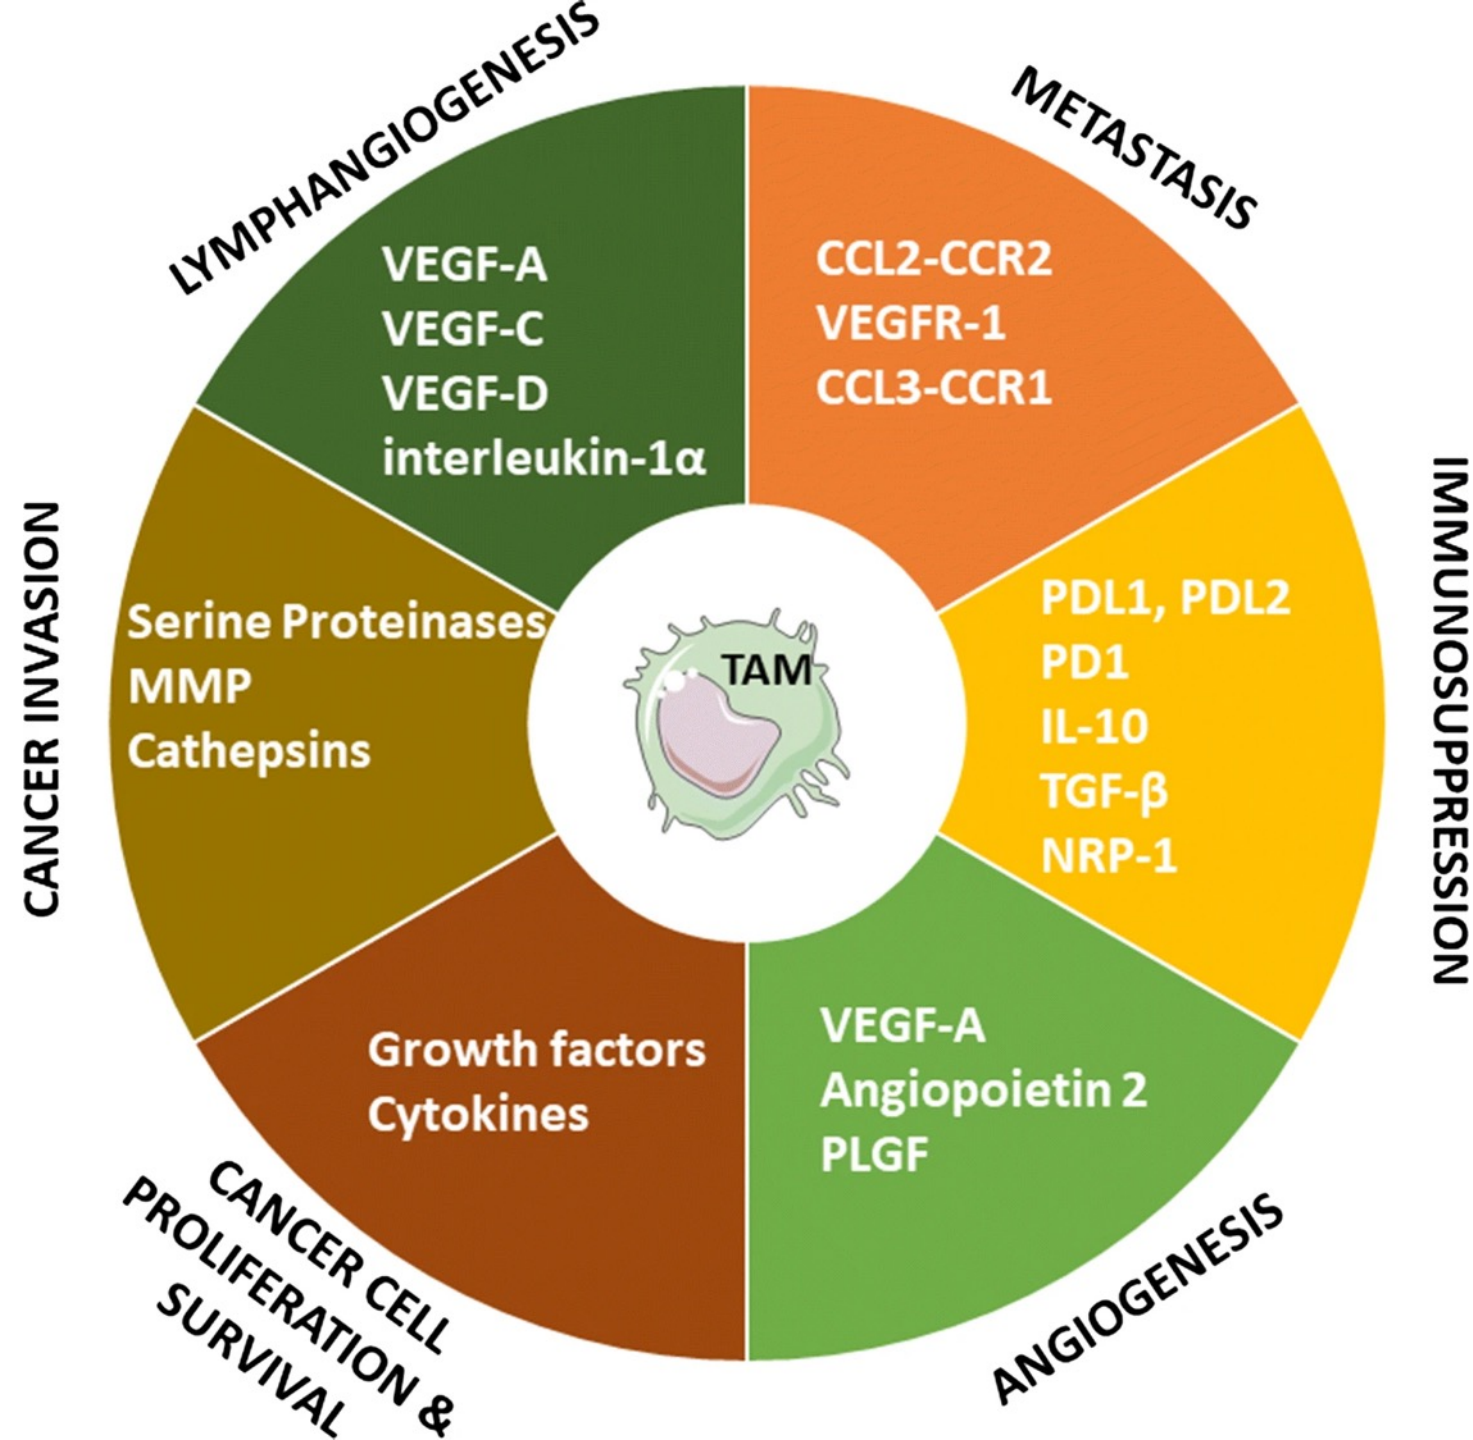 LYMPHANGIOGENESIS
VEGF-A
VEGF-C
VEGF-D
interleukin-1α
METASTASIS
CCL2-CCR2
VEGFR-1
CCL3-CCR1
IMMUNOSUPPRESSION
PDL1, PDL2
PD1
IL-10
TGF-β
NRP-1
ANGIOGENESIS
VEGF-A
Angiopoietin 2
PLGF
CANCER CELL
PROLIFERATION &
SURVIVAL
Growth factors
Cytokines
CANCER INVASION
Serine Proteinases
MMP
Cathepsins
TAM